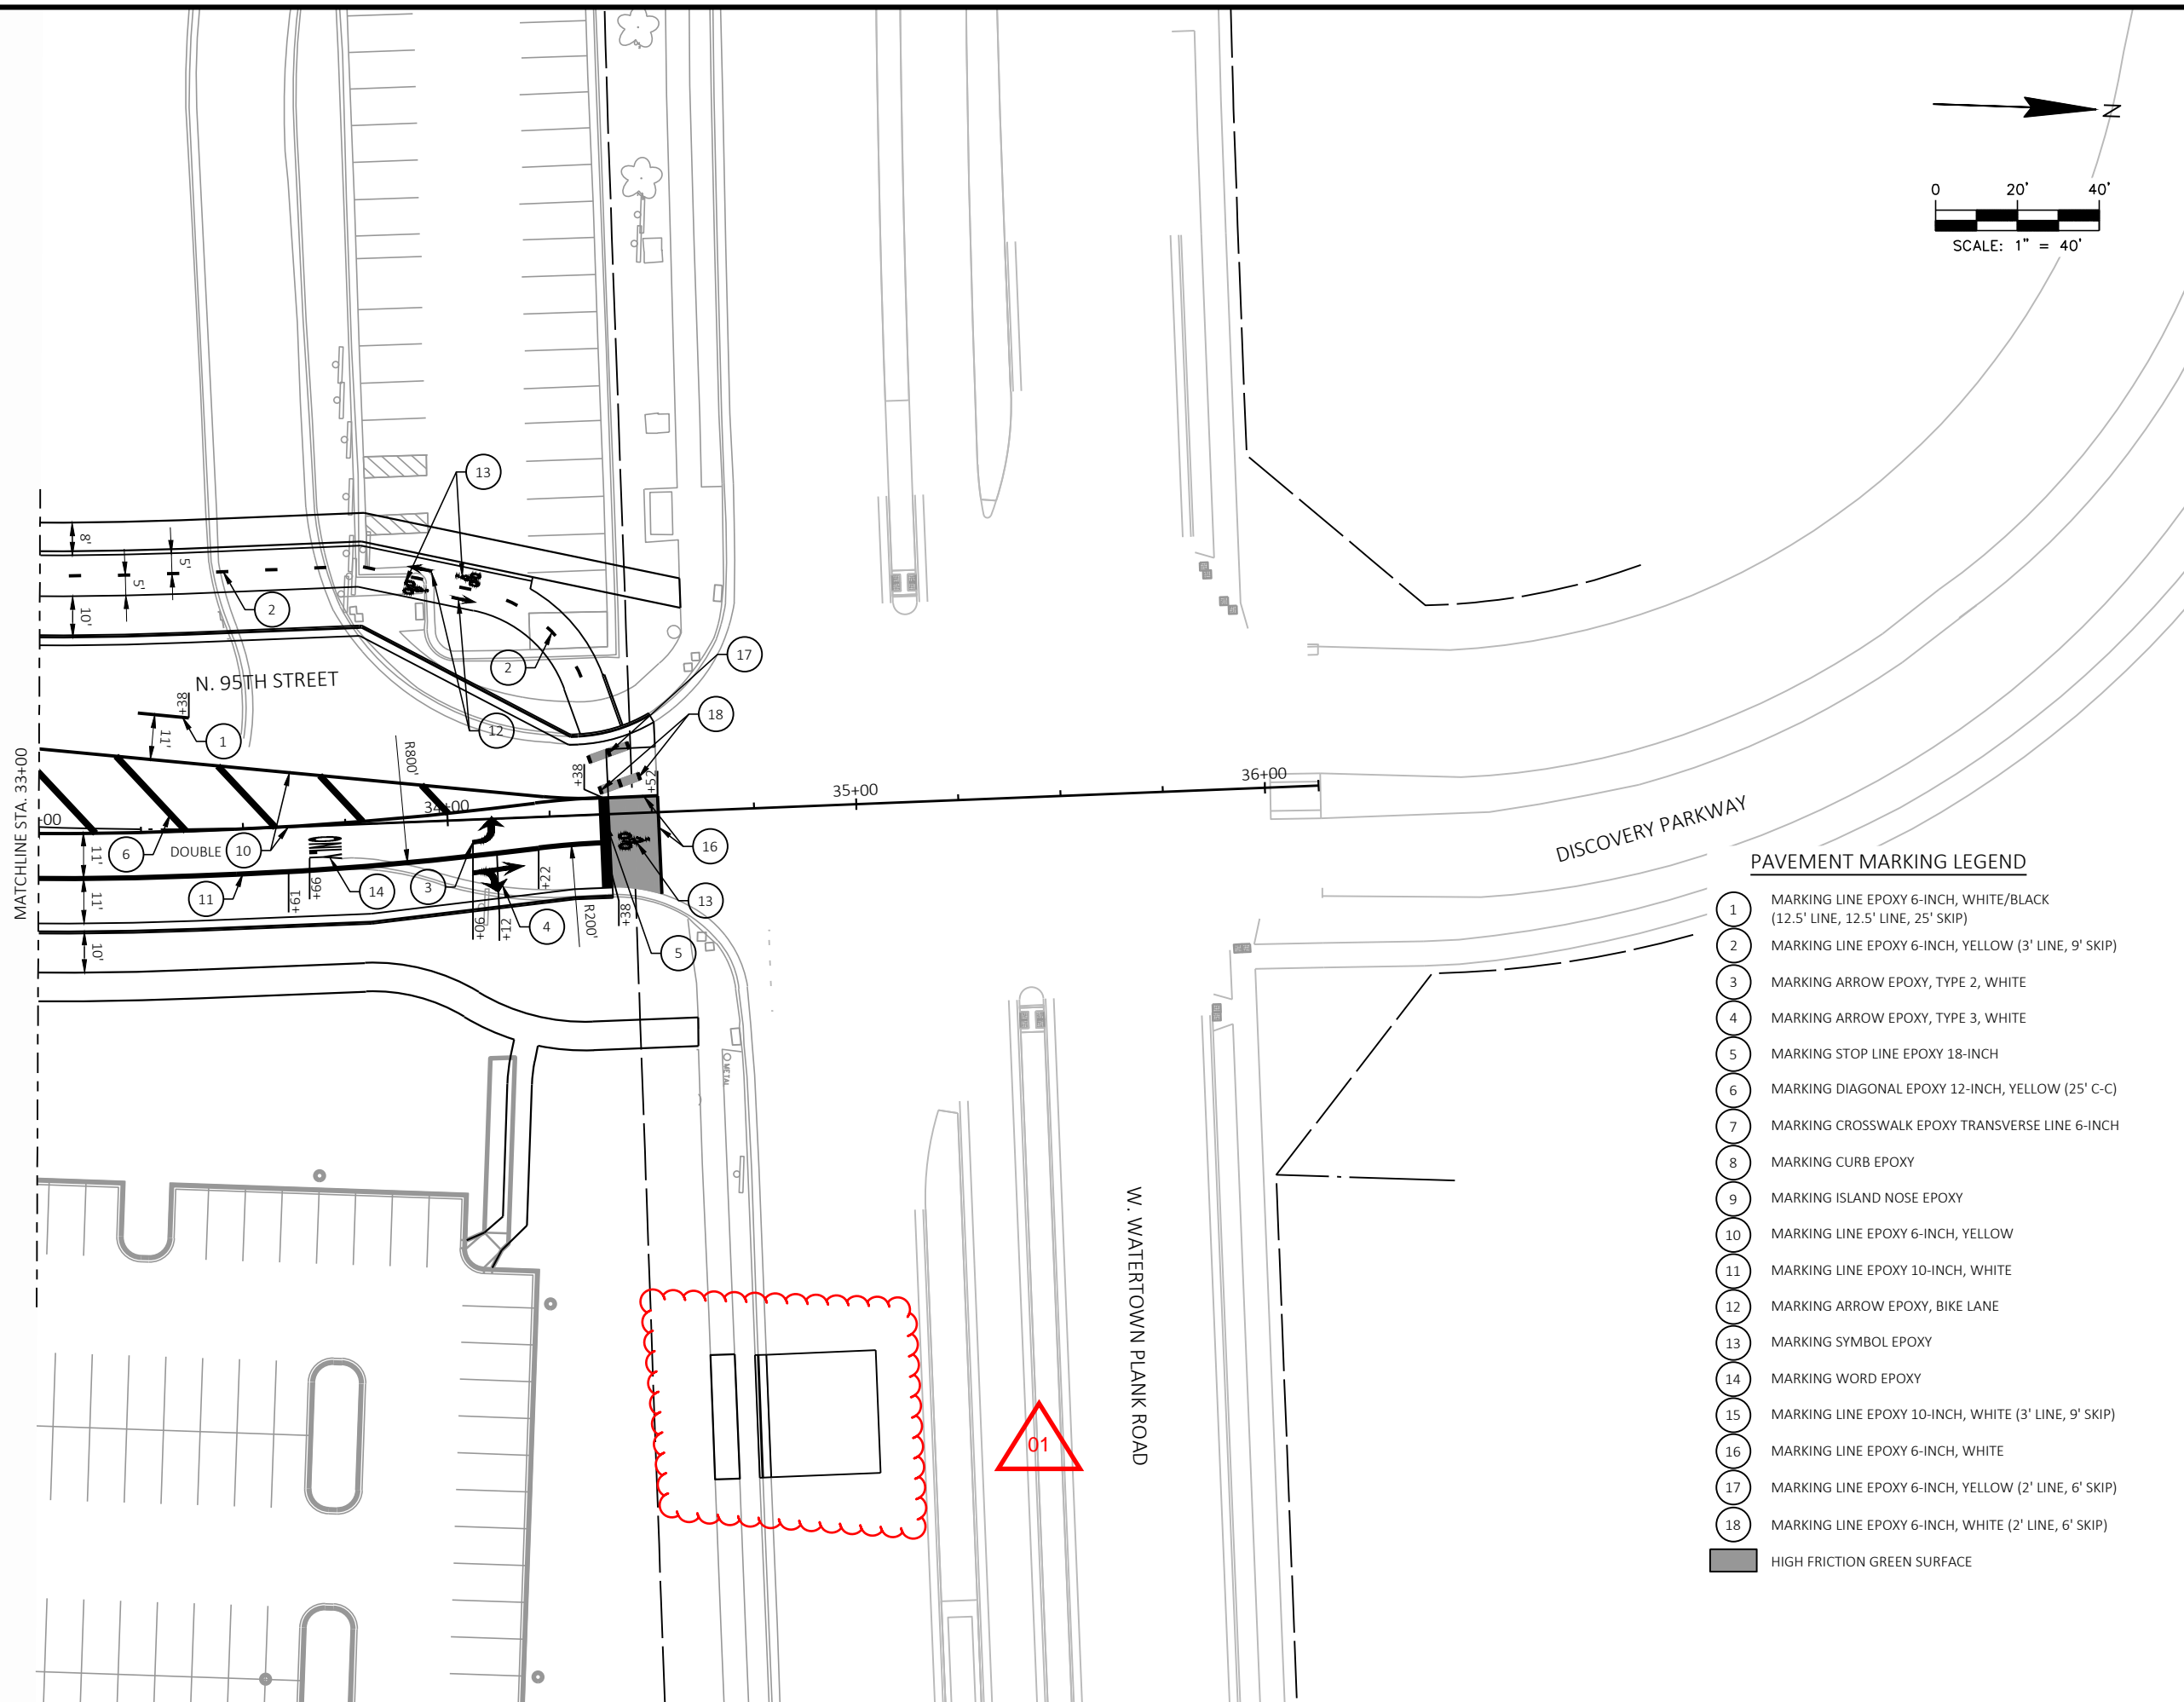 N
0 20' 40'
SCALE: 1" = 40'
13
8'
5'
5'
10'
2
2
17
18
12
N. 95TH STREET
+38
1
11'
R800'
+38
+52
MATCHLINE STA. 33+00
34+00
35+00
36+00
+00
6
DOUBLE 10
11'
11'
10'
11
+61
+66
14
3
+06
+12
4
+22
R200'
+38
5
16
13
METAL
DISCOVERY PARKWAY
W. WATERTOWN PLANK ROAD
01
PAVEMENT MARKING LEGEND
1 MARKING LINE EPOXY 6-INCH, WHITE/BLACK
(12.5' LINE, 12.5' LINE, 25' SKIP)
2 MARKING LINE EPOXY 6-INCH, YELLOW (3' LINE, 9' SKIP)
3 MARKING ARROW EPOXY, TYPE 2, WHITE
4 MARKING ARROW EPOXY, TYPE 3, WHITE
5 MARKING STOP LINE EPOXY 18-INCH
6 MARKING DIAGONAL EPOXY 12-INCH, YELLOW (25' C-C)
7 MARKING CROSSWALK EPOXY TRANSVERSE LINE 6-INCH
8 MARKING CURB EPOXY
9 MARKING ISLAND NOSE EPOXY
10 MARKING LINE EPOXY 6-INCH, YELLOW
11 MARKING LINE EPOXY 10-INCH, WHITE
12 MARKING ARROW EPOXY, BIKE LANE
13 MARKING SYMBOL EPOXY
14 MARKING WORD EPOXY
15 MARKING LINE EPOXY 10-INCH, WHITE (3' LINE, 9' SKIP)
16 MARKING LINE EPOXY 6-INCH, WHITE
17 MARKING LINE EPOXY 6-INCH, YELLOW (2' LINE, 6' SKIP)
18 MARKING LINE EPOXY 6-INCH, WHITE (2' LINE, 6' SKIP)
HIGH FRICTION GREEN SURFACE